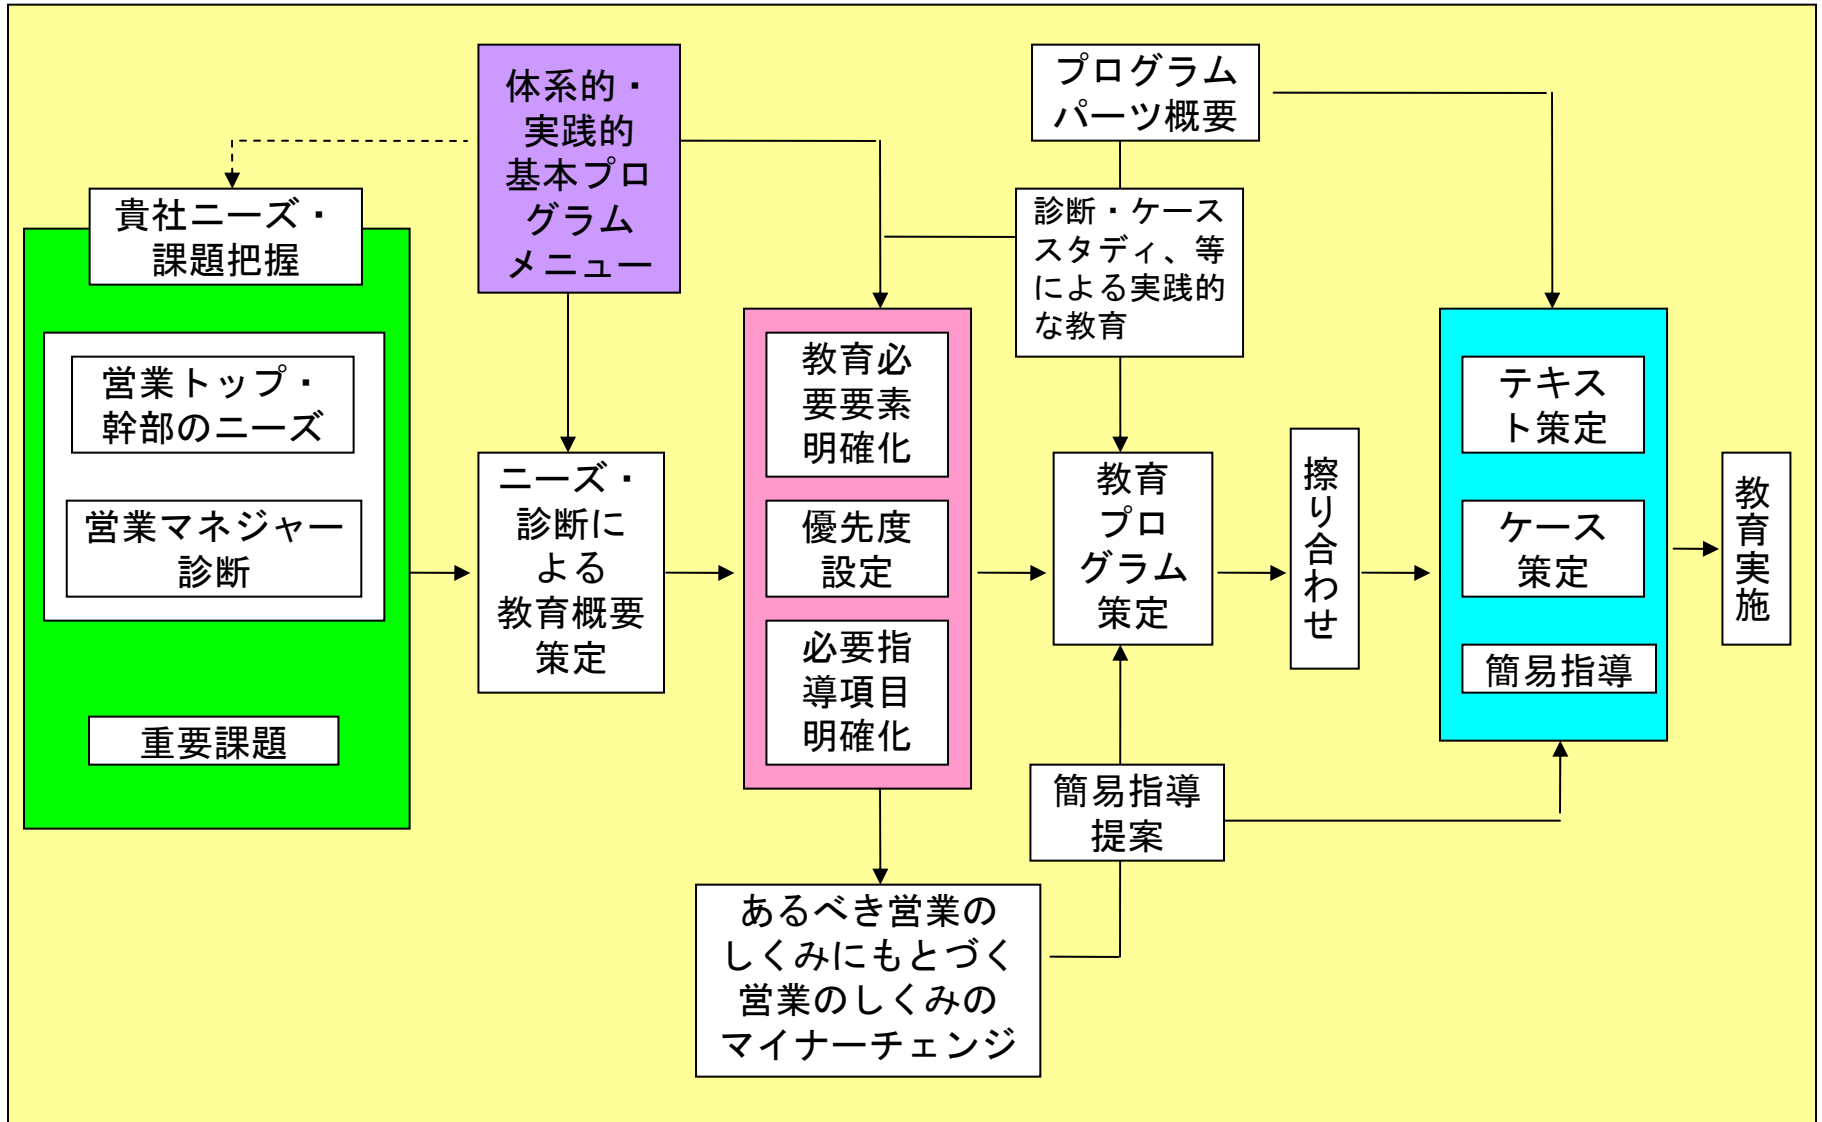 体系的・
実践的
基本プロ
グラム
メニュー
プログラム
パーツ概要
貴社ニーズ・
課題把握
診断・ケース
スタディ、等
による実践的
な教育
営業トップ・
幹部のニーズ
営業マネジャー
診断
重要課題
ニーズ・
診断に
よる
教育概要
策定
教育必
要要素
明確化
優先度
設定
必要指
導項目
明確化
教育
プロ
グラム
策定
擦り合わせ
テキス
ト策定
ケース
策定
簡易指導
教育実施
簡易指導
提案
あるべき営業の
しくみにもとづく
営業のしくみの
マイナーチェンジ